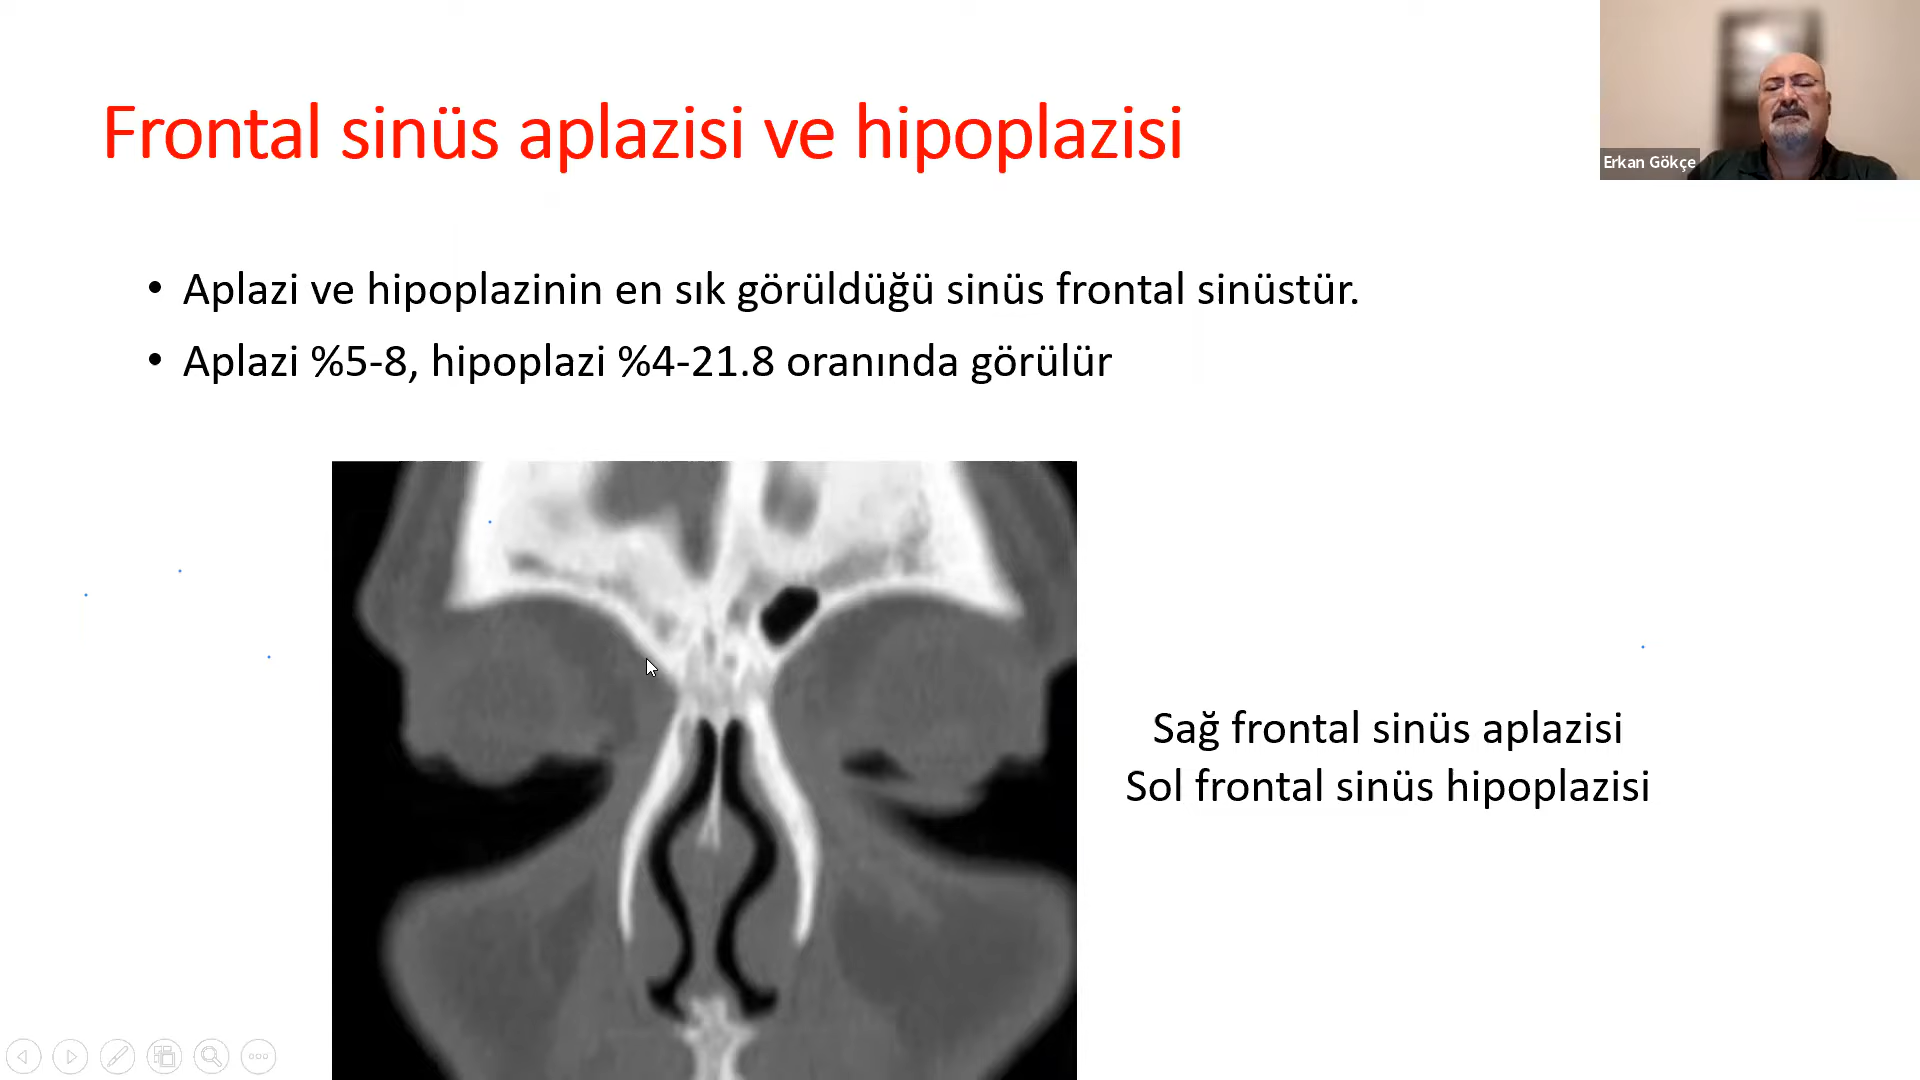 Frontal sinüs aplazisi ve hipoplazisi
Erkan Gökçe
• Aplazi ve hipoplazinin en sık görüldüğü sinüs frontal sinüstür.
• Aplazi %5-8, hipoplazi %4-21.8 oranında görülür
Sağ frontal sinüs aplazisi
Sol frontal sinüs hipoplazisi